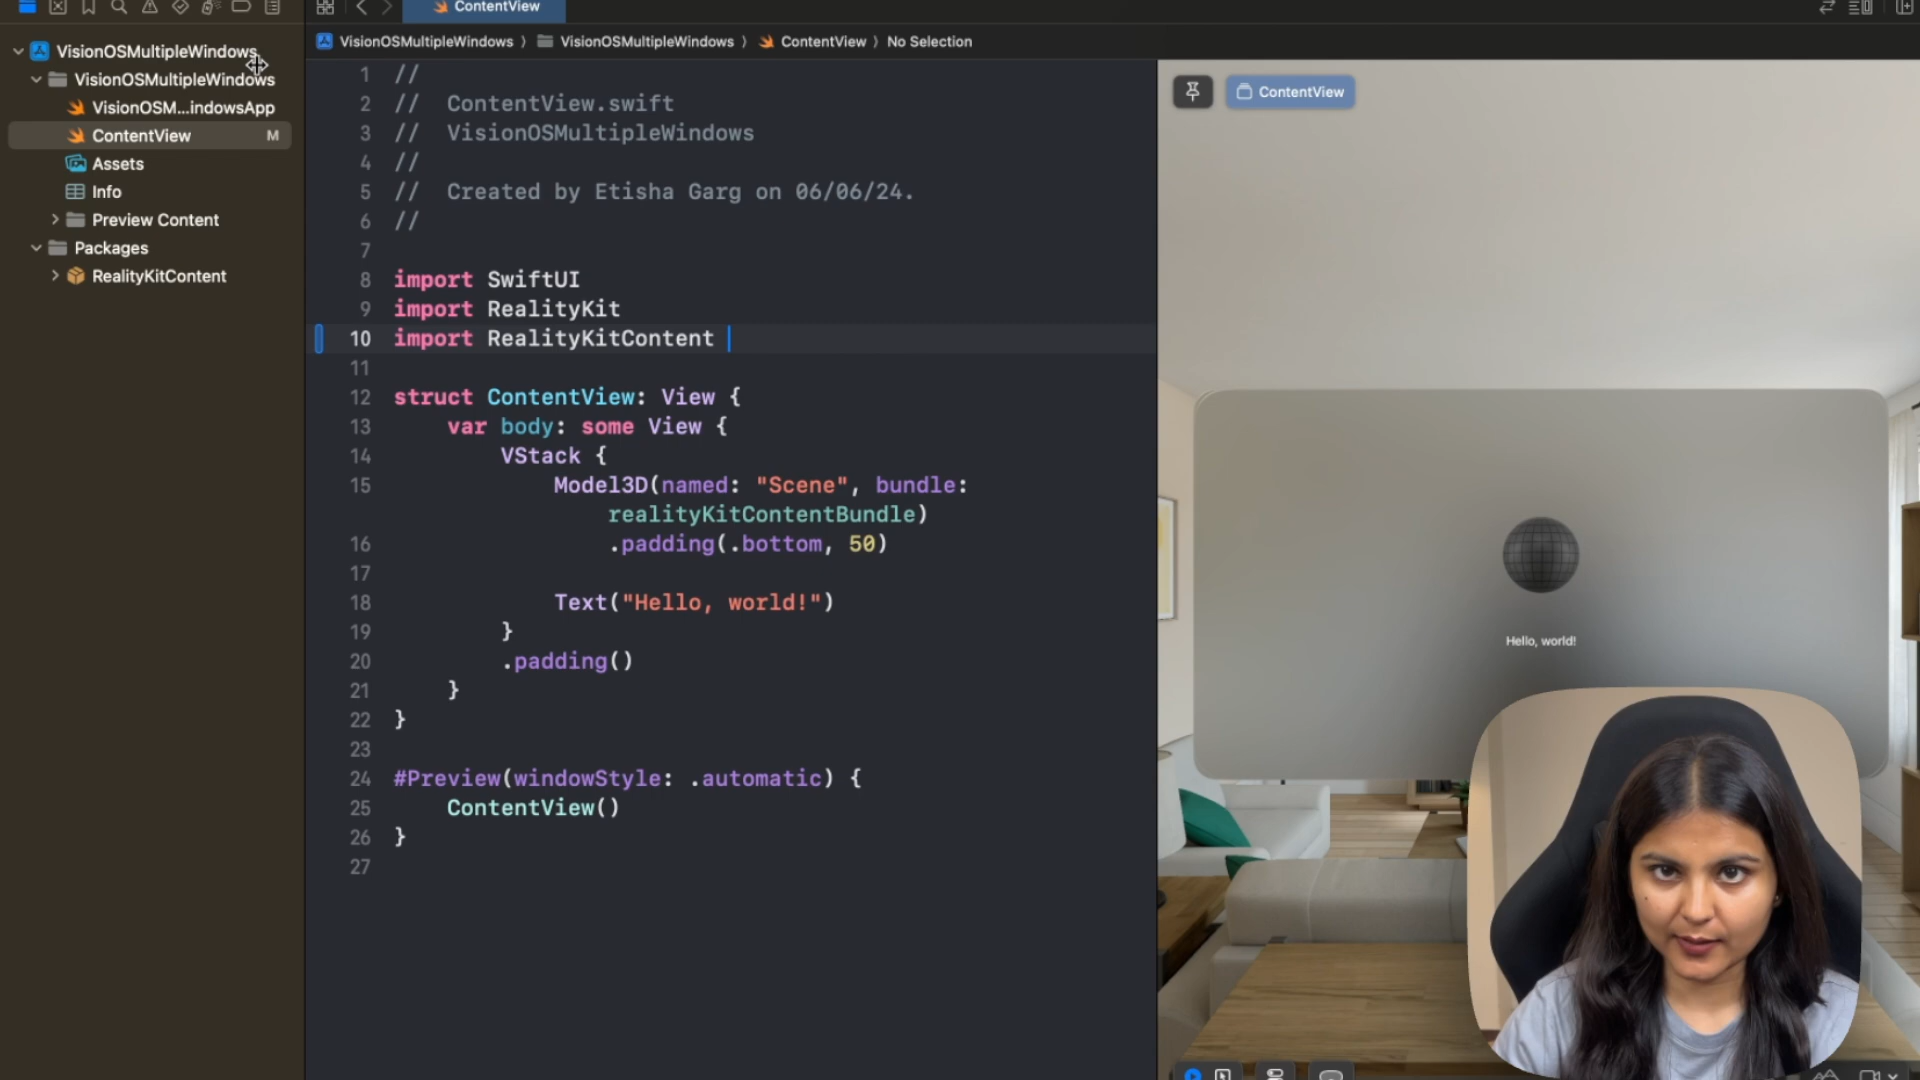 ContentView
VisionOSMultipleWindows
VisionOSMultipleWindows
VisionOSM...indowsApp
ContentView M
Assets
Info
Preview Content
Packages
RealityKitContent
VisionOSMultipleWindows 〉 VisionOSMultipleWindows 〉 ContentView 〉 No Selection
1 //
2 //  ContentView.swift
3 //  VisionOSMultipleWindows
4 //
5 //  Created by Etisha Garg on 06/06/24.
6 //
7
8 import SwiftUI
9 import RealityKit
10 import RealityKitContent
11
12 struct ContentView: View {
13     var body: some View {
14         VStack {
15             Model3D(named: "Scene", bundle:
                realityKitContentBundle)
16                 .padding(.bottom, 50)
17
18             Text("Hello, world!")
19         }
20         .padding()
21     }
22 }
23
24 #Preview(windowStyle: .automatic) {
25     ContentView()
26 }
27
ContentView
Hello, world!